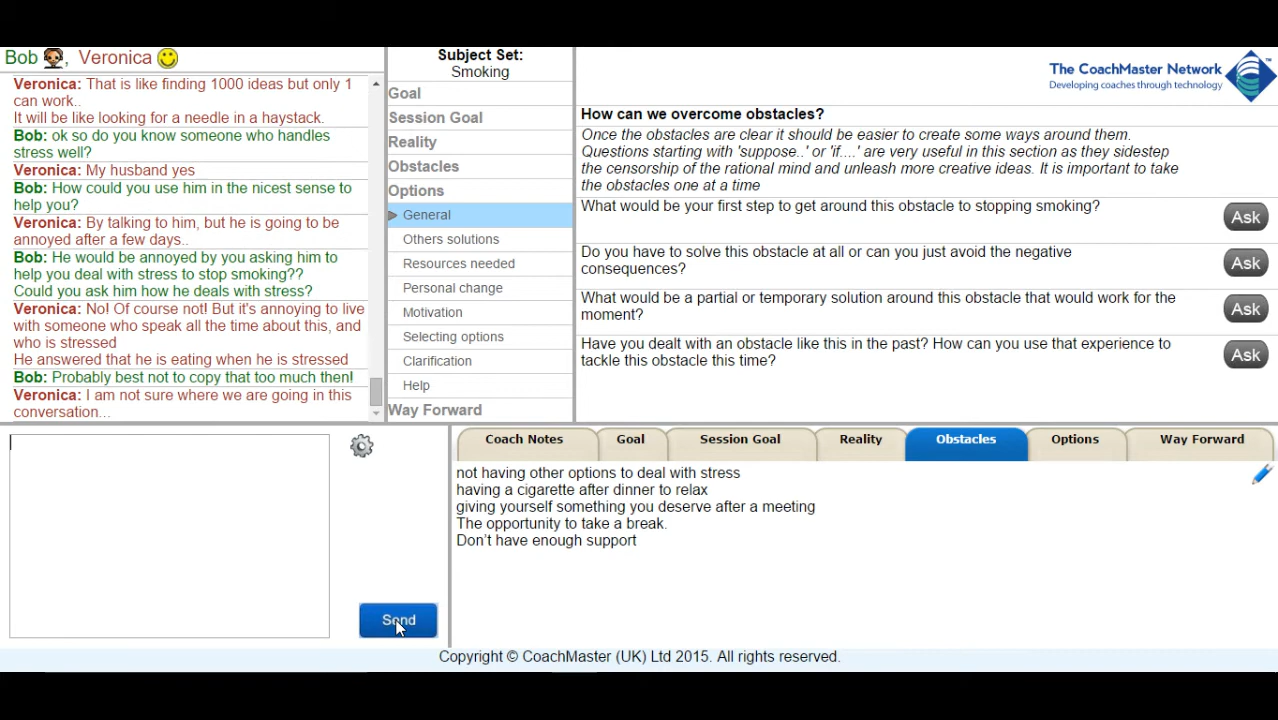 Bob , Veronica
Veronica: That is like finding 1000 ideas but only 1
can work..
It will be like looking for a needle in a haystack.
Bob: ok so do you know someone who handles
stress well?
Veronica: My husband yes
Bob: How could you use him in the nicest sense to
help you?
Veronica: By talking to him, but he is going to be
annoyed after a few days..
Bob: He would be annoyed by you asking him to
help you deal with stress to stop smoking??
Could you ask him how he deals with stress?
Veronica: No! Of course not! But it's annoying to live
with someone who speak all the time about this, and
who is stressed
He answered that he is eating when he is stressed
Bob: Probably best not to copy that too much then!
Veronica: I am not sure where we are going in this
conversation...
Subject Set:
Smoking
Goal
Session Goal
Reality
Obstacles
Options
General
Others solutions
Resources needed
Personal change
Motivation
Selecting options
Clarification
Help
Way Forward
The CoachMaster Network
Developing coaches through technology
TM
How can we overcome obstacles?
Once the obstacles are clear it should be easier to create some ways around them.
Questions starting with 'suppose..' or 'if....' are very useful in this section as they sidestep
the censorship of the rational mind and unleash more creative ideas. It is important to take
the obstacles one at a time
What would be your first step to get around this obstacle to stopping smoking?
Ask
Do you have to solve this obstacle at all or can you just avoid the negative
consequences?
Ask
What would be a partial or temporary solution around this obstacle that would work for the
moment?
Ask
Have you dealt with an obstacle like this in the past? How can you use that experience to
tackle this obstacle this time?
Ask
Send
Coach Notes
Goal
Session Goal
Reality
Obstacles
Options
Way Forward
not having other options to deal with stress
having a cigarette after dinner to relax
giving yourself something you deserve after a meeting
The opportunity to take a break.
Don't have enough support
Copyright © CoachMaster (UK) Ltd 2015. All rights reserved.